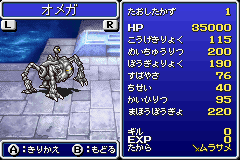 オメガ
L R
たおしたかず 1
HP 35000
こうげきりょく 115
めいちゅうりつ 200
ぼうぎょりょく 190
すばやさ 76
ちせい 40
かいひりつ 95
まほうぼうぎょ 220
ギル 0
EXP 0
たから >ムラサメ
A:きりかえ B:もどる